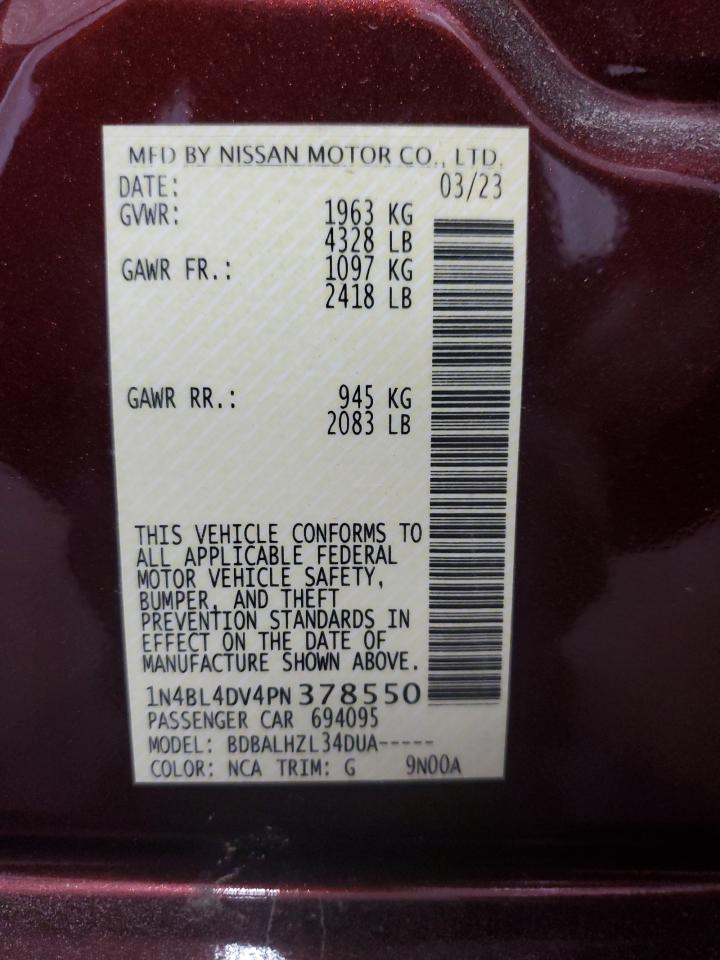 MFD BY NISSAN MOTOR CO., LTD.
DATE: 03/23
GVWR: 1963 KG
4328 LB
GAWR FR.: 1097 KG
2418 LB
GAWR RR.: 945 KG
2083 LB
THIS VEHICLE CONFORMS TO
ALL APPLICABLE FEDERAL
MOTOR VEHICLE SAFETY,
BUMPER, AND THEFT
PREVENTION STANDARDS IN
EFFECT ON THE DATE OF
MANUFACTURE SHOWN ABOVE.
1N4BL4DV4PN378550
PASSENGER CAR 694095
MODEL: BDBALHZL34DUA-----
COLOR: NCA TRIM: G 9N00A